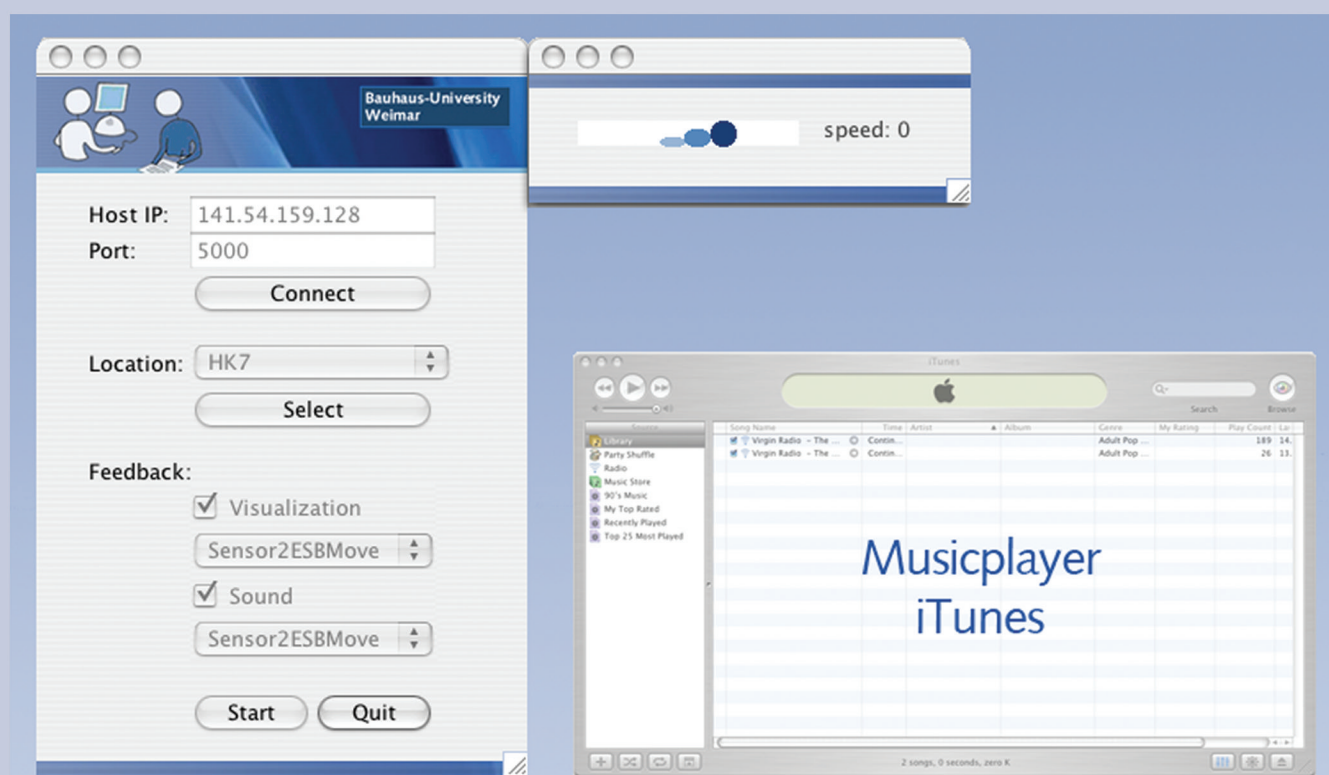 Bauhaus-University
Weimar
Host IP: 141.54.159.128
Port: 5000
Connect
Location: HK7
Select
Feedback:
Visualization
Sensor2ESBMove
Sound
Sensor2ESBMove
Start Quit
speed: 0
iTunes
Search Browse
Source
Library
Party Shuffle
Radio
Music Store
90's Music
My Top Rated
Recently Played
Top 25 Most Played
Song Name Time Artist Album Genre My Rating Play Count La
Virgin Radio - The ... Contin... Adult Pop ... 189 14.
Virgin Radio - The ... Contin... Adult Pop ... 26 13.
Musicplayer
iTunes
2 songs, 0 seconds, zero K